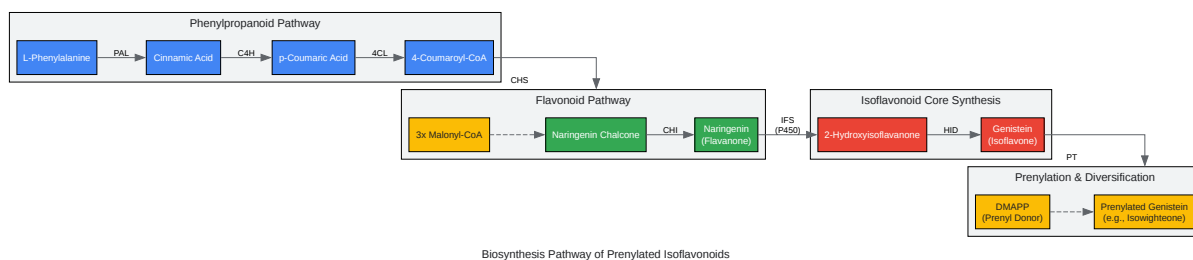 Phenylpropanoid Pathway
L-Phenylalanine
PAL
Cinnamic Acid
C4H
p-Coumaric Acid
4CL
4-Coumaroyl-CoA
CHS
Flavonoid Pathway
3x Malonyl-CoA
Naringenin Chalcone
CHI
Naringenin
(Flavanone)
IFS
(P450)
Isoflavonoid Core Synthesis
2-Hydroxyisoflavanone
HID
Genistein
(Isoflavone)
PT
Prenylation & Diversification
DMAPP
(Prenyl Donor)
Prenylated Genistein
(e.g., Isowighteone)
Biosynthesis Pathway of Prenylated Isoflavonoids